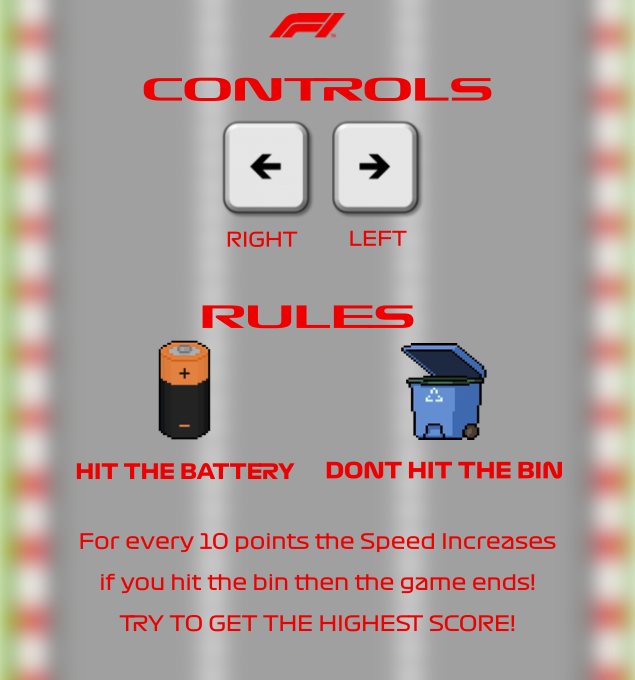 F1
CONTROLS
← →
RIGHT LEFT
RULES
+
-
HIT THE BATTERY DONT HIT THE BIN
For every 10 points the Speed Increases
if you hit the bin then the game ends!
TRY TO GET THE HIGHEST SCORE!